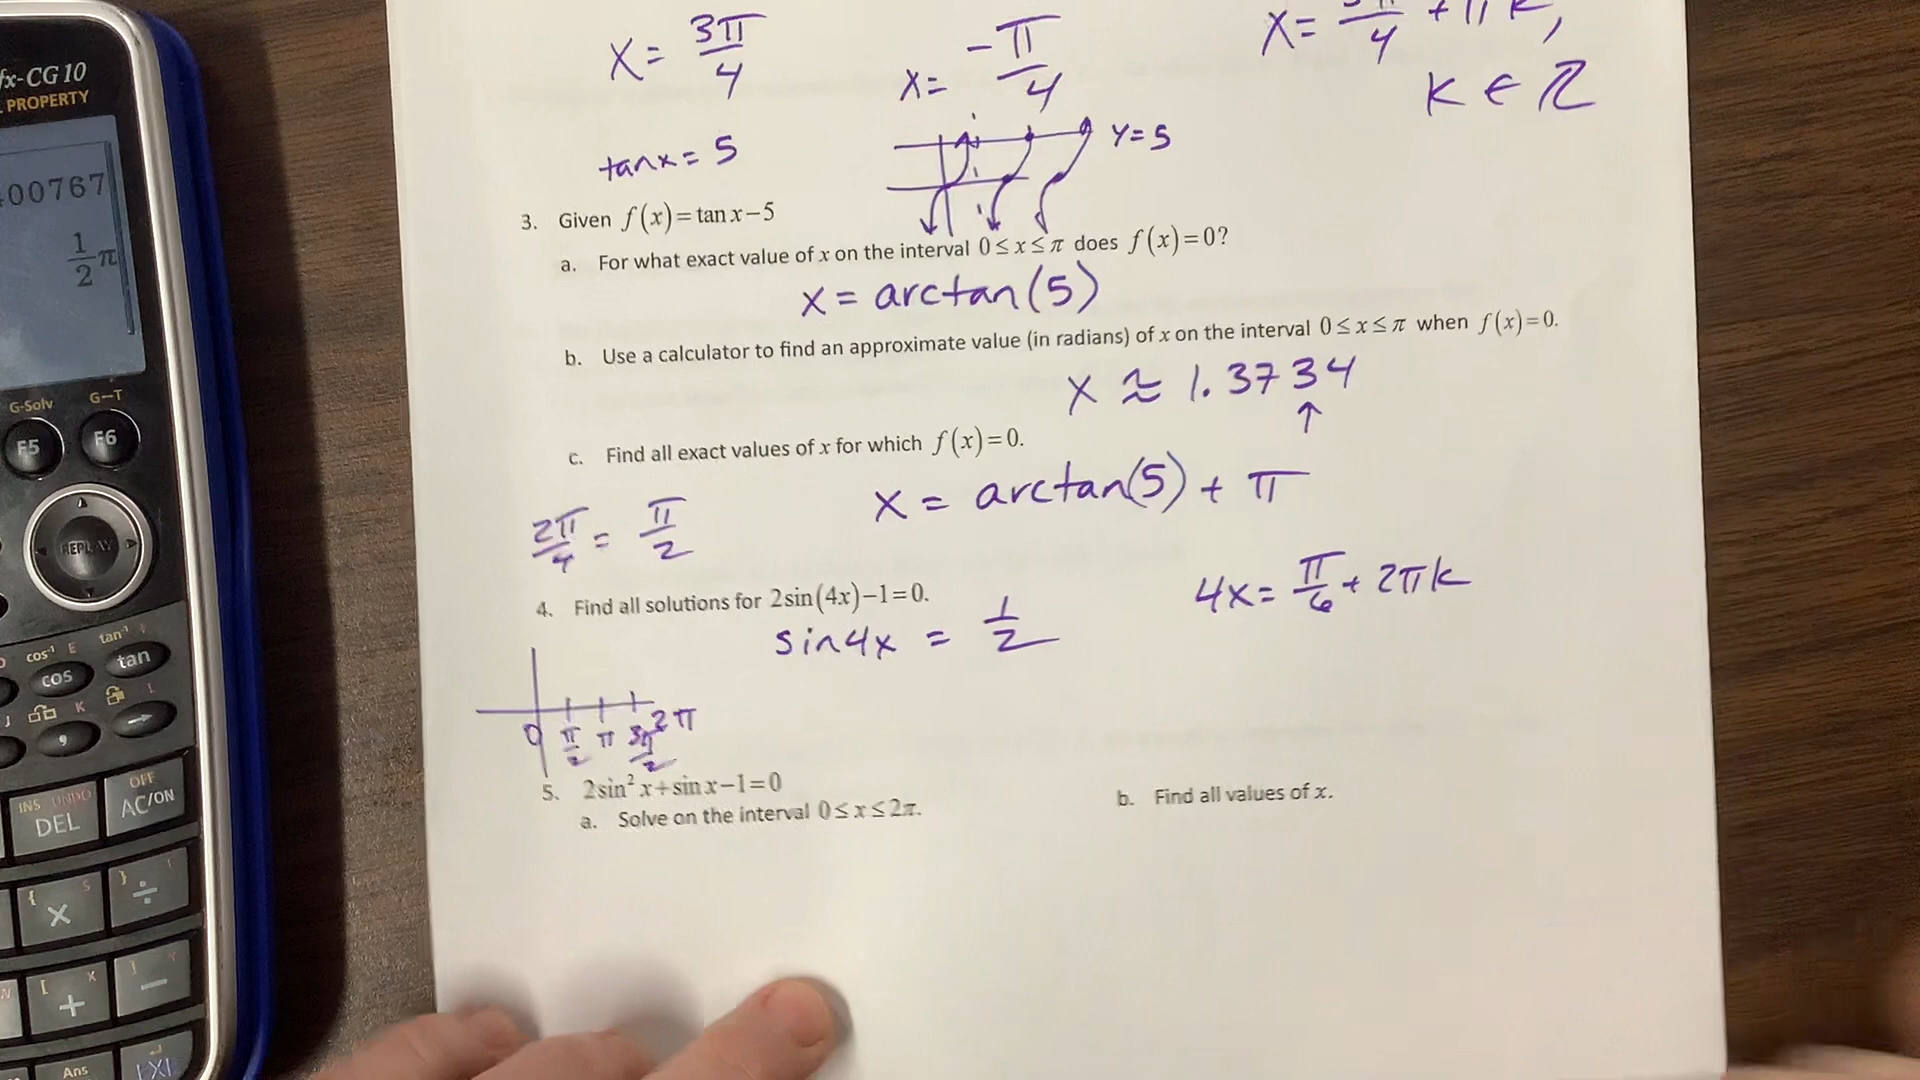 fx-CG 10
PROPERTY
00767
1/2 π
G-Solv G↔T
F5 F6
REPLAY
cos⁻¹ E tan⁻¹
cos tan
K L
,
INS UNDO OFF
DEL AC/ON
{ S }
× ÷
[ X ]
+ −
Ans
EXE
x = 3π/4 x = -π/4 x = /4 + πk,
k ∈ ℤ
tanx = 5 y = 5
3. Given f(x) = tan x − 5
a. For what exact value of x on the interval 0 ≤ x ≤ π does f(x) = 0?
x = arctan(5)
b. Use a calculator to find an approximate value (in radians) of x on the interval 0 ≤ x ≤ π when f(x) = 0.
x ≈ 1.3734
↑
c. Find all exact values of x for which f(x) = 0.
x = arctan(5) + π
2π/4 = π/2
4. Find all solutions for 2sin(4x) − 1 = 0. 4x = π/6 + 2πk
sin4x = 1/2
0 π/2 π 3π/2 2π
5. 2sin² x + sin x − 1 = 0
a. Solve on the interval 0 ≤ x ≤ 2π. b. Find all values of x.